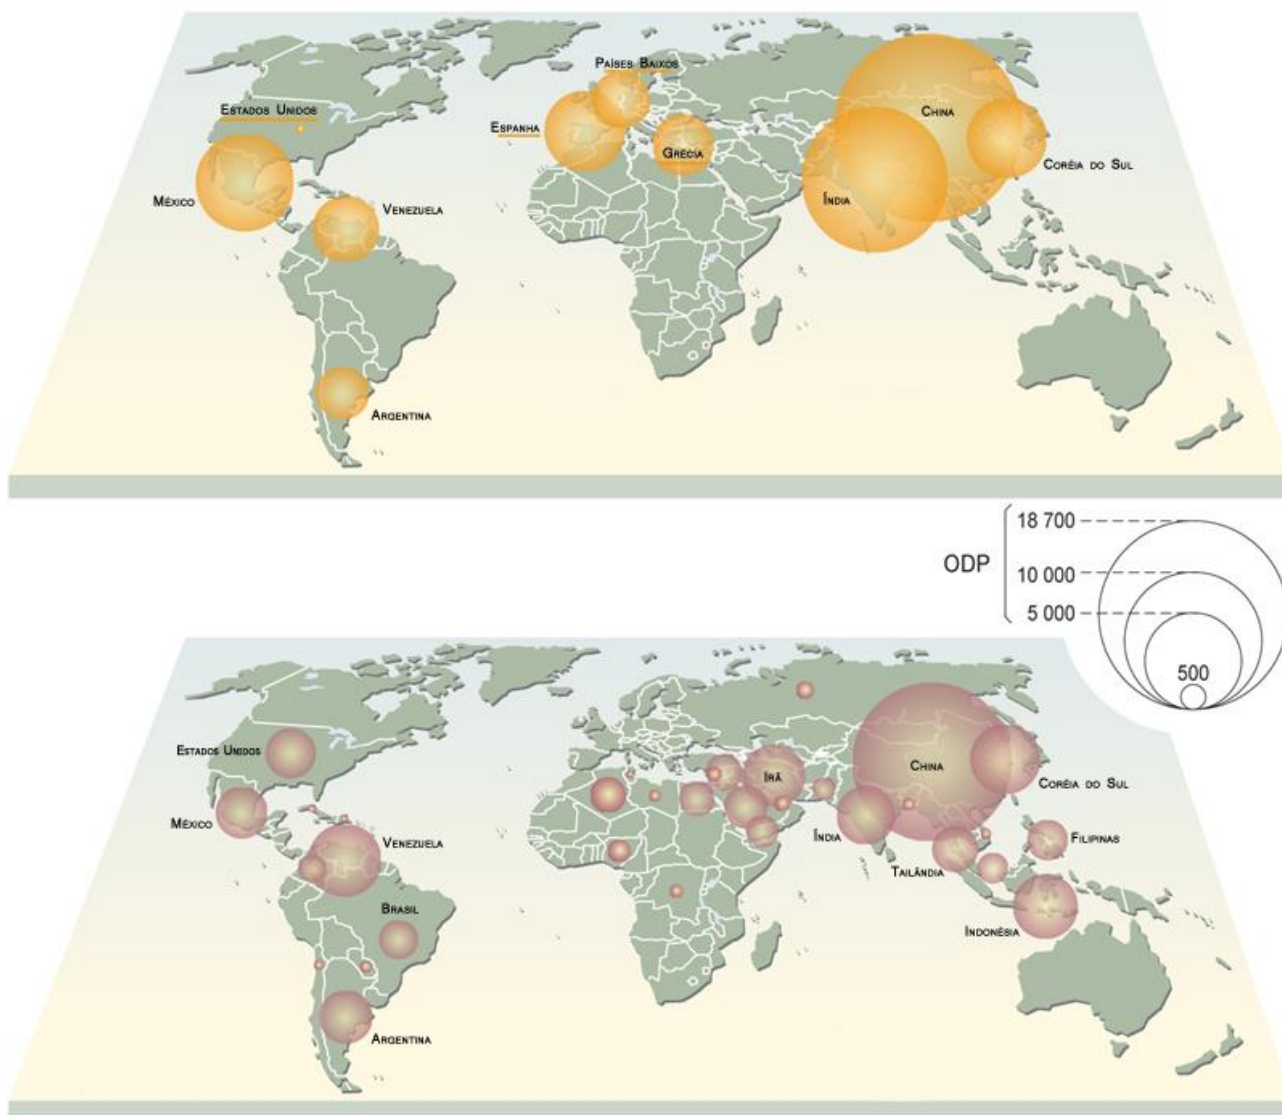 Países Baixos
Estados Unidos
China
Espanha
Grécia
Coréia do Sul
México
Índia
Venezuela
Argentina
18 700
ODP
10 000
5 000
500
Estados Unidos
China
Irã
Coréia do Sul
México
Venezuela
Índia
Filipinas
Tailândia
Brasil
Indonésia
Argentina